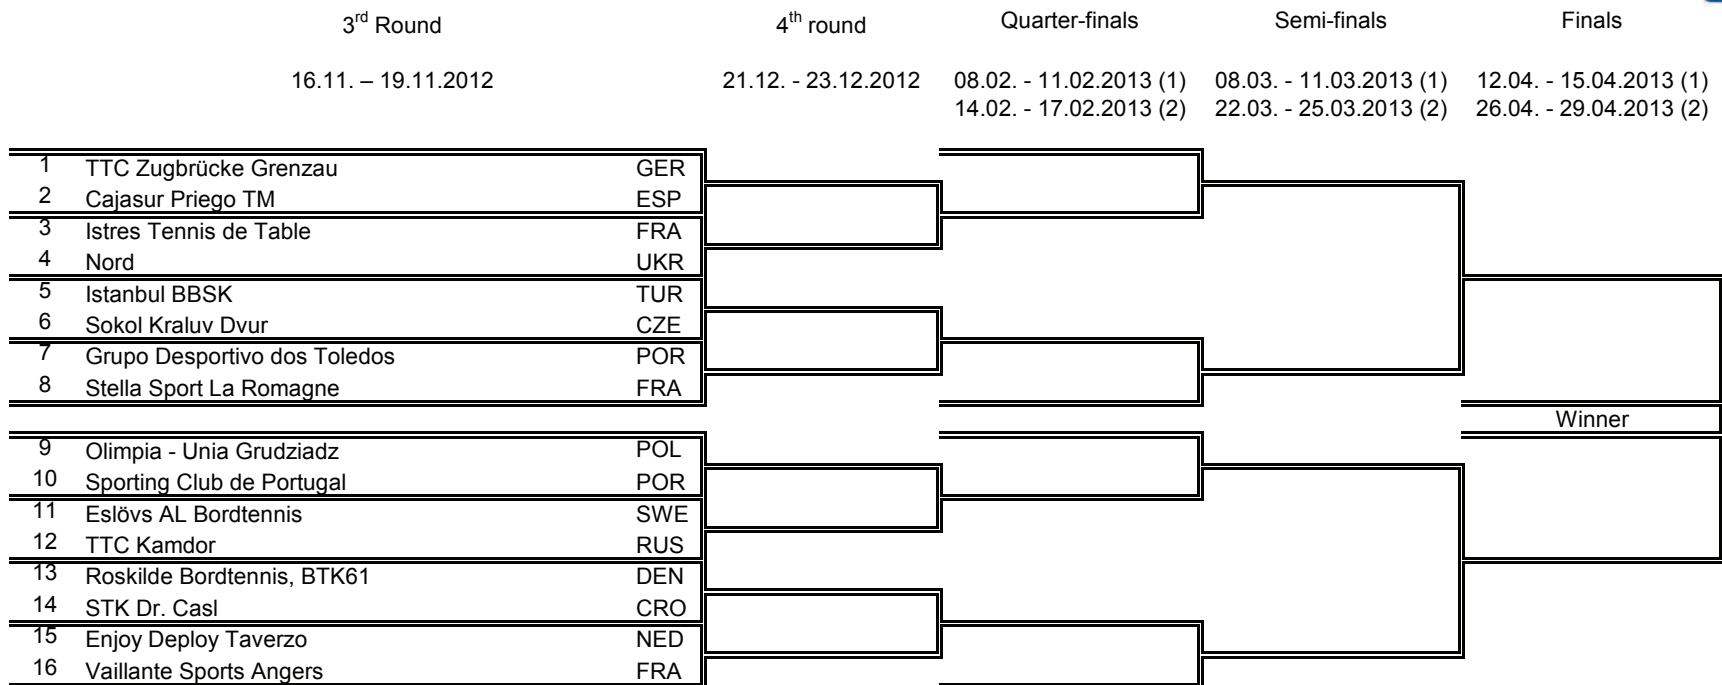 3rd Round 4th round Quarter-finals Semi-finals Finals
16.11. – 19.11.2012 21.12. - 23.12.2012 08.02. - 11.02.2013 (1) 08.03. - 11.03.2013 (1) 12.04. - 15.04.2013 (1)
14.02. - 17.02.2013 (2) 22.03. - 25.03.2013 (2) 26.04. - 29.04.2013 (2)
1 TTC Zugbrücke Grenzau GER
2 Cajasur Priego TM ESP
3 Istres Tennis de Table FRA
4 Nord UKR
5 Istanbul BBSK TUR
6 Sokol Kraluv Dvur CZE
7 Grupo Desportivo dos Toledos POR
8 Stella Sport La Romagne FRA
Winner
9 Olimpia - Unia Grudziadz POL
10 Sporting Club de Portugal POR
11 Eslövs AL Bordtennis SWE
12 TTC Kamdor RUS
13 Roskilde Bordtennis, BTK61 DEN
14 STK Dr. Casl CRO
15 Enjoy Deploy Taverzo NED
16 Vaillante Sports Angers FRA